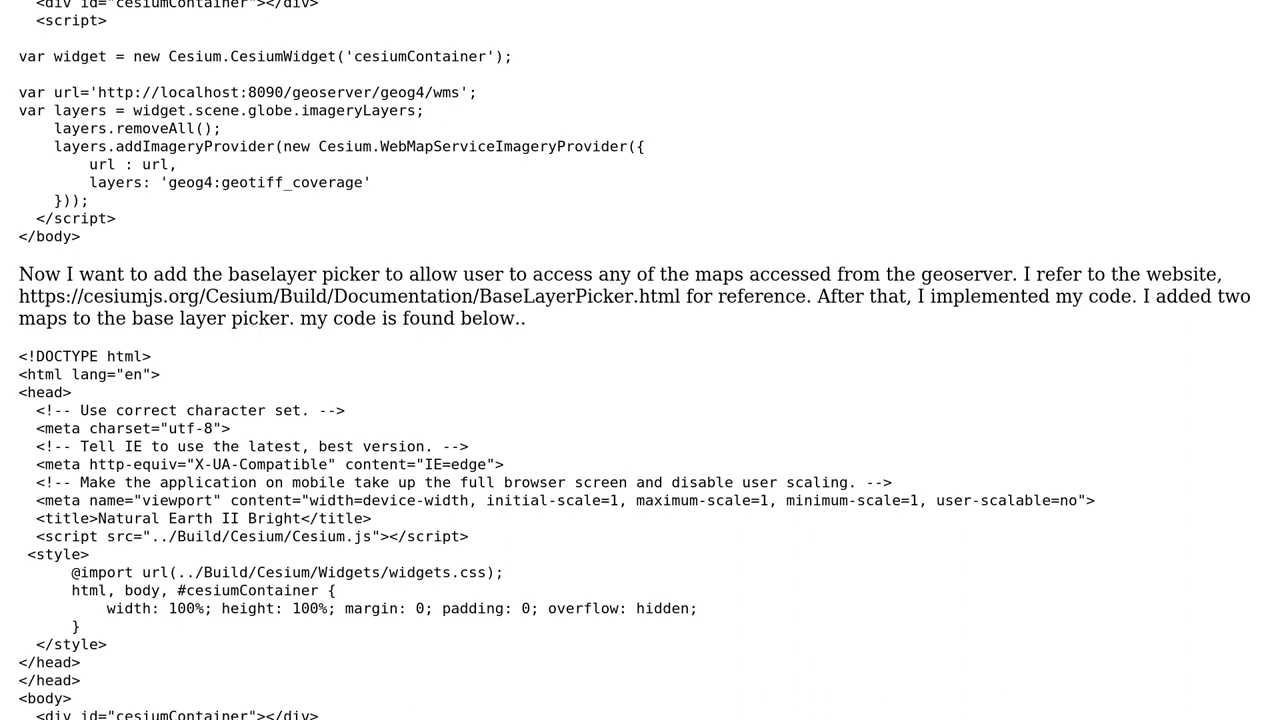 <div id="cesiumContainer"></div>
<script>
var widget = new Cesium.CesiumWidget('cesiumContainer');
var url='http://localhost:8090/geoserver/geog4/wms';
var layers = widget.scene.globe.imageryLayers;
layers.removeAll();
layers.addImageryProvider(new Cesium.WebMapServiceImageryProvider({
url : url,
layers: 'geog4:geotiff_coverage'
}));
</script>
</body>
Now I want to add the baselayer picker to allow user to access any of the maps accessed from the geoserver. I refer to the website,
https://cesiumjs.org/Cesium/Build/Documentation/BaseLayerPicker.html for reference. After that, I implemented my code. I added two
maps to the base layer picker. my code is found below..
<!DOCTYPE html>
<html lang="en">
<head>
<!-- Use correct character set. -->
<meta charset="utf-8">
<!-- Tell IE to use the latest, best version. -->
<meta http-equiv="X-UA-Compatible" content="IE=edge">
<!-- Make the application on mobile take up the full browser screen and disable user scaling. -->
<meta name="viewport" content="width=device-width, initial-scale=1, maximum-scale=1, minimum-scale=1, user-scalable=no">
<title>Natural Earth II Bright</title>
<script src="../Build/Cesium/Cesium.js"></script>
<style>
@import url(../Build/Cesium/Widgets/widgets.css);
html, body, #cesiumContainer {
width: 100%; height: 100%; margin: 0; padding: 0; overflow: hidden;
}
</style>
</head>
</head>
<body>
<div id="cesiumContainer"></div>